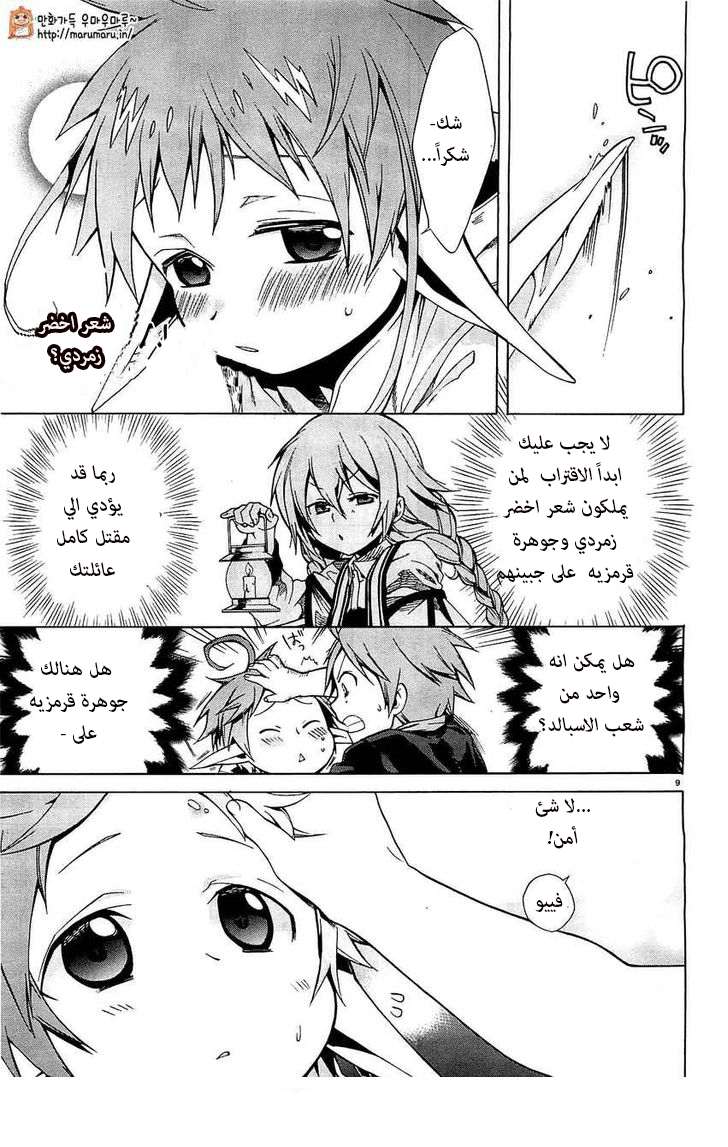 만화가득 우마우마루~
http://marumaru.in/
شك-
شكراً...
شعر اخضر
زمردي؟
لا يجب عليك
ابداً الاقتراب لمن
يملكون شعر اخضر
زمردي وجوهرة
قرمزيه على جبينهم
ربما قد
يؤدي الي
مقتل كامل
عائلتك
هل يمكن انه
واحد من
شعب الاسبالد؟
هل هنالك
جوهرة قرمزيه
على -
9
...لا شئ
أمن!
فييو